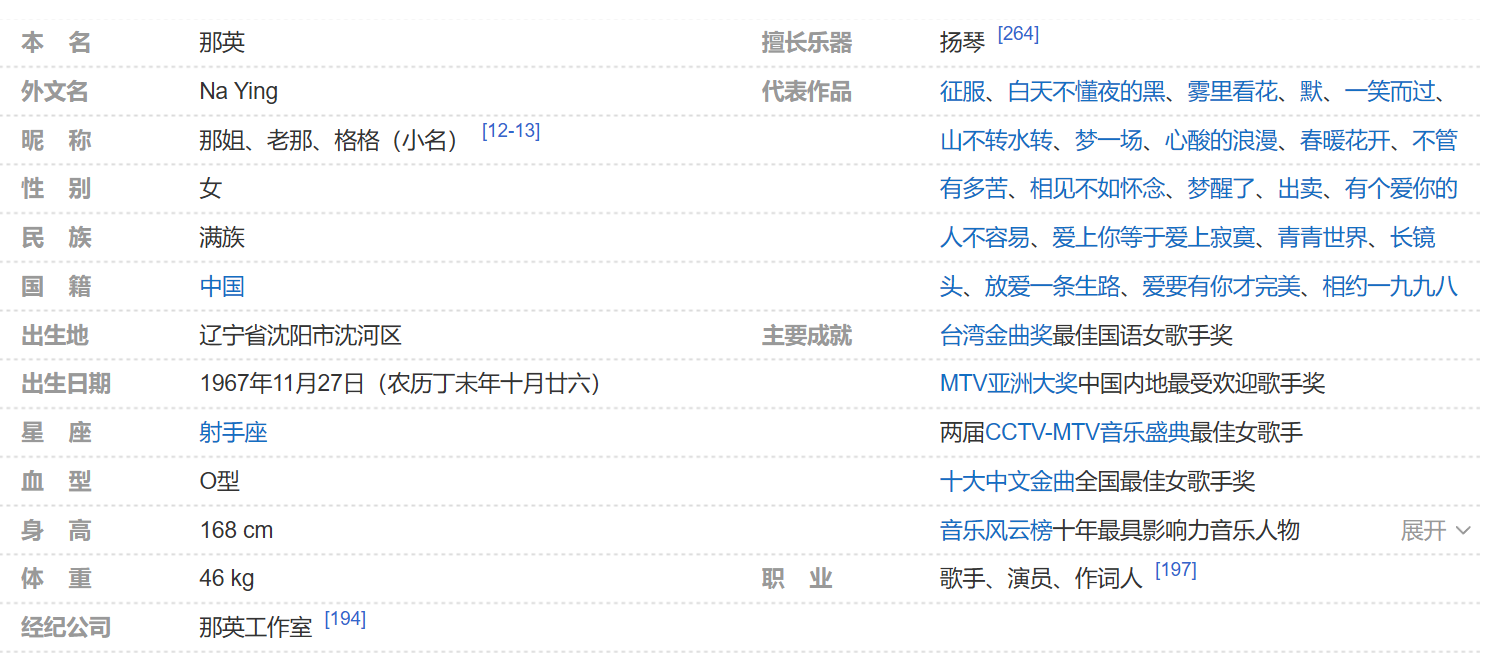 本 名 那英
外文名 Na Ying
昵 称 那姐、老那、格格（小名） [12-13]
性 别 女
民 族 满族
国 籍 中国
出生地 辽宁省沈阳市沈河区
出生日期 1967年11月27日（农历丁未年十月廿六）
星 座 射手座
血 型 O型
身 高 168 cm
体 重 46 kg
经纪公司 那英工作室 [194]
擅长乐器 扬琴 [264]
代表作品 征服、白天不懂夜的黑、雾里看花、默、一笑而过、
山不转水转、梦一场、心酸的浪漫、春暖花开、不管
有多苦、相见不如怀念、梦醒了、出卖、有个爱你的
人不容易、爱上你等于爱上寂寞、青青世界、长镜
头、放爱一条生路、爱要有你才完美、相约一九九八
主要成就 台湾金曲奖最佳国语女歌手奖
MTV亚洲大奖中国内地最受欢迎歌手奖
两届CCTV-MTV音乐盛典最佳女歌手
十大中文金曲全国最佳女歌手奖
音乐风云榜十年最具影响力音乐人物 展开
职 业 歌手、演员、作词人 [197]